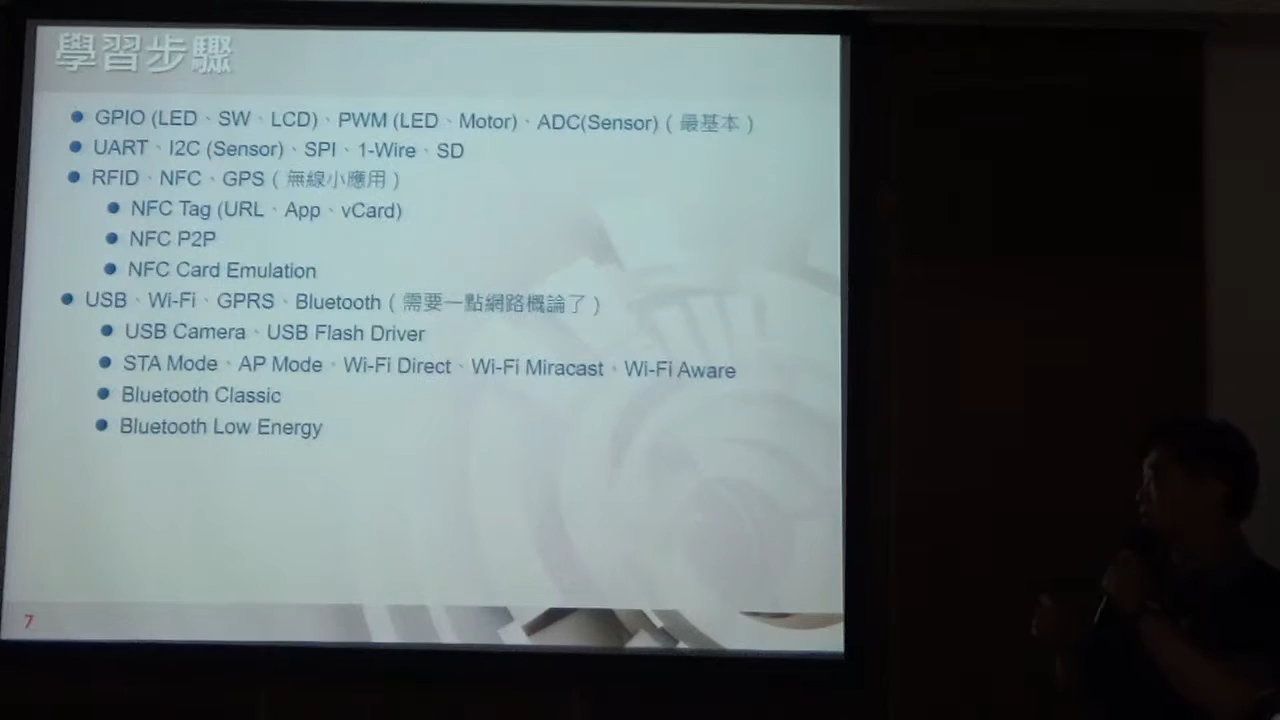 學習步驟
GPIO (LED、SW、LCD)、PWM (LED、Motor)、ADC(Sensor)（最基本）
UART、I2C (Sensor)、SPI、1-Wire、SD
RFID、NFC、GPS（無線小應用）
NFC Tag (URL、App、vCard)
NFC P2P
NFC Card Emulation
USB、Wi-Fi、GPRS、Bluetooth（需要一點網路概論了）
USB Camera、USB Flash Driver
STA Mode、AP Mode、Wi-Fi Direct、Wi-Fi Miracast、Wi-Fi Aware
Bluetooth Classic
Bluetooth Low Energy
7